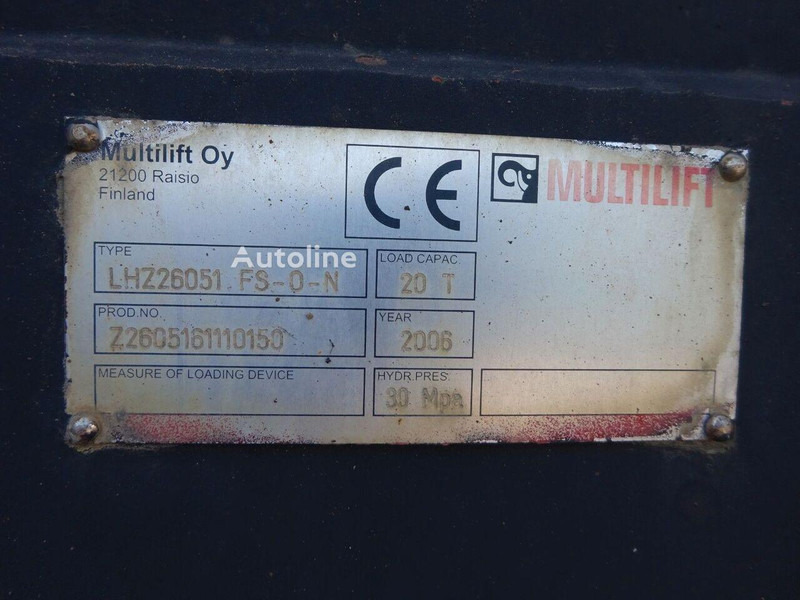 Multilift Oy
21200 Raisio
Finland
CE
MULTILIFT
Autoline
TYPE
LHZ26051 FS-0-N
LOAD CAPAC.
20 T
PROD.NO.
Z2605161110150
YEAR
2006
MEASURE OF LOADING DEVICE
HYDR.PRES.
30 Mpa